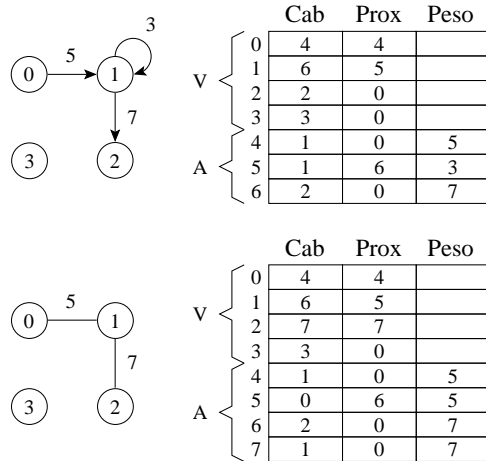 Cab Prox Peso
0 4 4
1 6 5
2 2 0
3 3 0
4 1 0 5
5 1 6 3
6 2 0 7
V
A
3
5
0 1
7
3 2
Cab Prox Peso
0 4 4
1 6 5
2 7 7
3 3 0
4 1 0 5
5 0 6 5
6 2 0 7
7 1 0 7
V
A
5
0 1
7
3 2